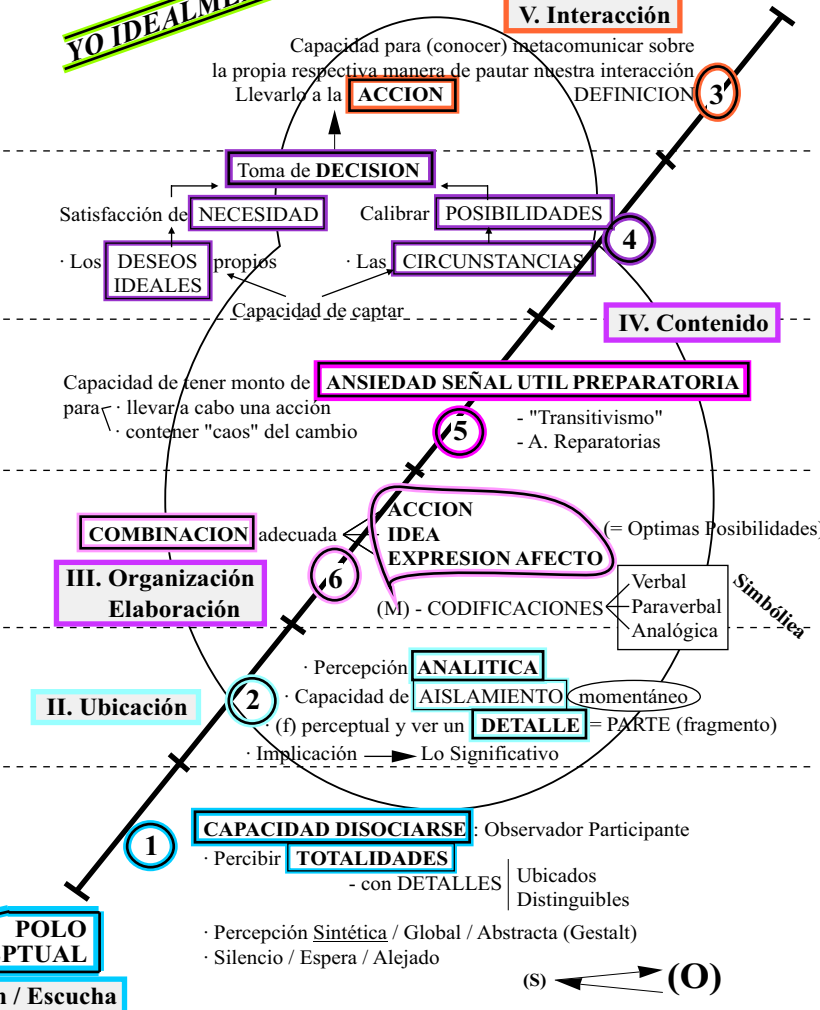 YO IDEALME
V. Interacción
Capacidad para (conocer) metacomunicar sobre
la propia respectiva manera de pautar nuestra interacción
Llevarlo a la ACCION DEFINICION
3
Toma de DECISION
Satisfacción de NECESIDAD
Calibrar POSIBILIDADES
4
· Los DESEOS IDEALES propios
· Las CIRCUNSTANCIAS
Capacidad de captar
IV. Contenido
Capacidad de tener monto de ANSIEDAD SEÑAL UTIL PREPARATORIA
para · llevar a cabo una acción
· contener "caos" del cambio
5
- "Transitivismo"
- A. Reparatorias
COMBINACION adecuada
ACCION
· IDEA
EXPRESION AFECTO
(= Optimas Posibilidades)
III. Organización
Elaboración
6
(M) - CODIFICACIONES
Verbal
Paraverbal
Analógica
Simbólica
II. Ubicación
2
· Percepción ANALITICA
· Capacidad de AISLAMIENTO momentáneo
· (f) perceptual y ver un DETALLE = PARTE (fragmento)
· Implicación Lo Significativo
1
CAPACIDAD DISOCIARSE : Observador Participante
· Percibir TOTALIDADES
- con DETALLES
Ubicados
Distinguibles
· Percepción Sintética / Global / Abstracta (Gestalt)
· Silencio / Espera / Alejado
POLO
EPTUAL
n / Escucha
(S) (O)